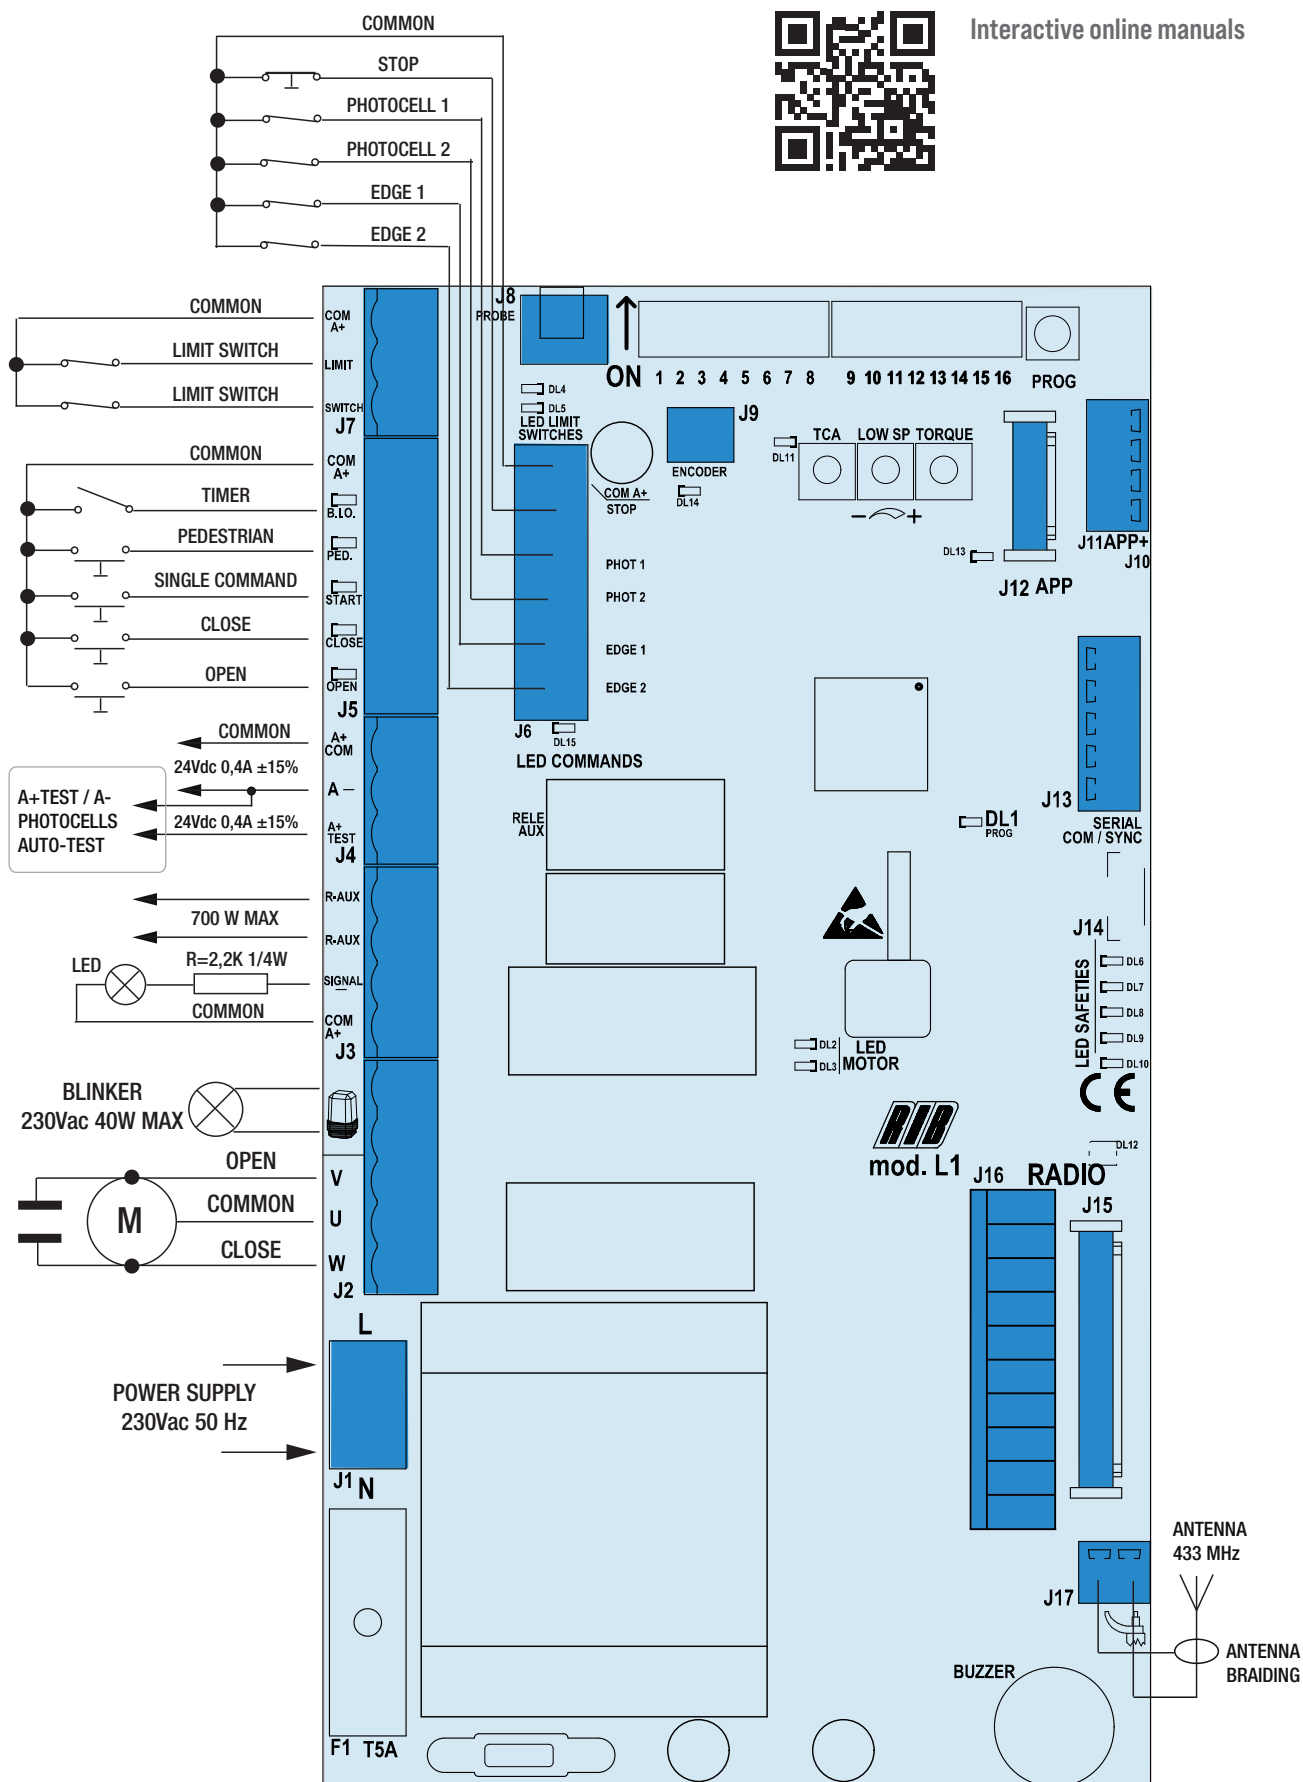 Interactive online manuals
COMMON
STOP
PHOTOCELL 1
PHOTOCELL 2
EDGE 1
EDGE 2
COMMON
LIMIT SWITCH
LIMIT SWITCH
COM
A+
LIMIT
SWITCH
J7
J8
PROBE
ON
1 2 3 4 5 6 7 8
9 10 11 12 13 14 15 16
PROG
DL4
DL5
LED LIMIT
SWITCHES
J9
ENCODER
DL14
DL11
TCA
LOW SP
TORQUE
− +
COM A+
STOP
PHOT 1
PHOT 2
EDGE 1
EDGE 2
J6
DL15
LED COMMANDS
DL13
J12 APP
J11 APP+
J10
COMMON
TIMER
PEDESTRIAN
SINGLE COMMAND
CLOSE
OPEN
COM
A+
B.I.O.
PED.
START
CLOSE
OPEN
J5
COMMON
24Vdc 0,4A ±15%
24Vdc 0,4A ±15%
A+TEST / A-
PHOTOCELLS
AUTO-TEST
A+
COM
A −
A+
TEST
J4
RELE
AUX
DL1
PROG
J13
SERIAL
COM / SYNC
J14
LED SAFETIES
DL6
DL7
DL8
DL9
DL10
CE
700 W MAX
LED
R=2,2K 1/4W
COMMON
R-AUX
R-AUX
SIGNAL
−
COM
A+
J3
DL2
DL3
LED
MOTOR
BLINKER
230Vac 40W MAX
RIB
mod. L1
DL12
J16
RADIO
J15
OPEN
COMMON
CLOSE
M
V
U
W
J2
L
POWER SUPPLY
230Vac 50 Hz
J1
N
F1 T5A
J17
ANTENNA
433 MHz
ANTENNA
BRAIDING
BUZZER